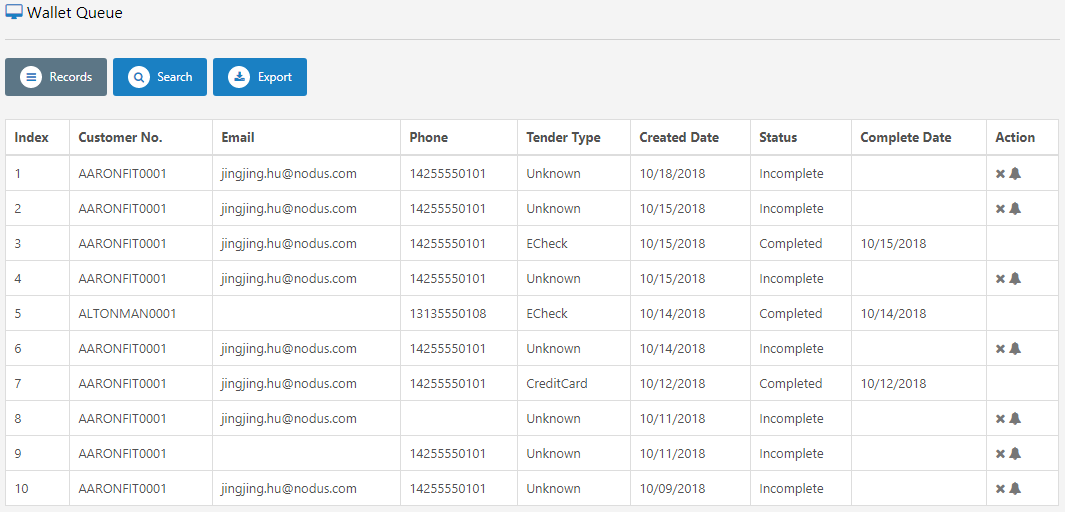 Wallet Queue
Records Search Export
Index Customer No. Email Phone Tender Type Created Date Status Complete Date Action
1 AARONFIT0001 jingjing.hu@nodus.com 14255550101 Unknown 10/18/2018 Incomplete
2 AARONFIT0001 jingjing.hu@nodus.com 14255550101 Unknown 10/15/2018 Incomplete
3 AARONFIT0001 jingjing.hu@nodus.com 14255550101 ECheck 10/15/2018 Completed 10/15/2018
4 AARONFIT0001 jingjing.hu@nodus.com 14255550101 Unknown 10/15/2018 Incomplete
5 ALTONMAN0001 13135550108 ECheck 10/14/2018 Completed 10/14/2018
6 AARONFIT0001 jingjing.hu@nodus.com 14255550101 Unknown 10/14/2018 Incomplete
7 AARONFIT0001 jingjing.hu@nodus.com 14255550101 CreditCard 10/12/2018 Completed 10/12/2018
8 AARONFIT0001 jingjing.hu@nodus.com Unknown 10/11/2018 Incomplete
9 AARONFIT0001 14255550101 Unknown 10/11/2018 Incomplete
10 AARONFIT0001 jingjing.hu@nodus.com 14255550101 Unknown 10/09/2018 Incomplete